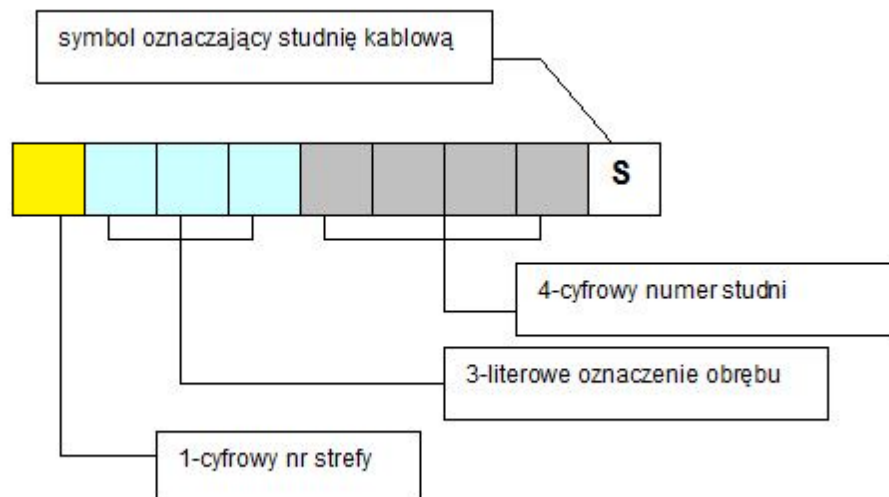 symbol oznaczający studnię kablową
S
4-cyfrowy numer studni
3-literowe oznaczenie obrębu
1-cyfrowy nr strefy